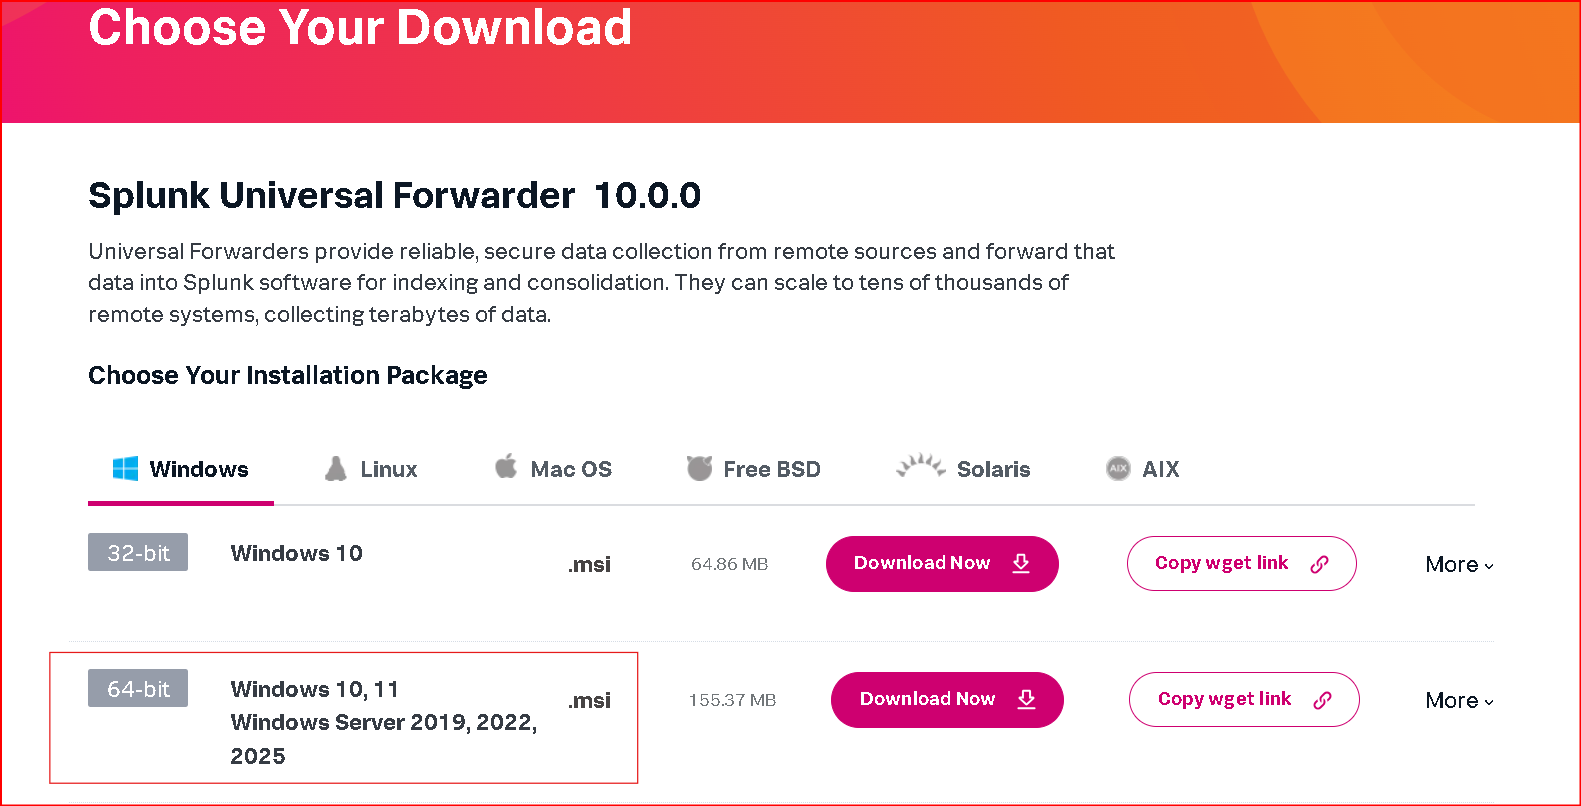 Choose Your Download
Splunk Universal Forwarder 10.0.0
Universal Forwarders provide reliable, secure data collection from remote sources and forward that
data into Splunk software for indexing and consolidation. They can scale to tens of thousands of
remote systems, collecting terabytes of data.
Choose Your Installation Package
Windows Linux Mac OS Free BSD Solaris AIX AIX
32-bit Windows 10 .msi 64.86 MB Download Now Copy wget link More
64-bit Windows 10, 11 .msi 155.37 MB Download Now Copy wget link More
Windows Server 2019, 2022,
2025